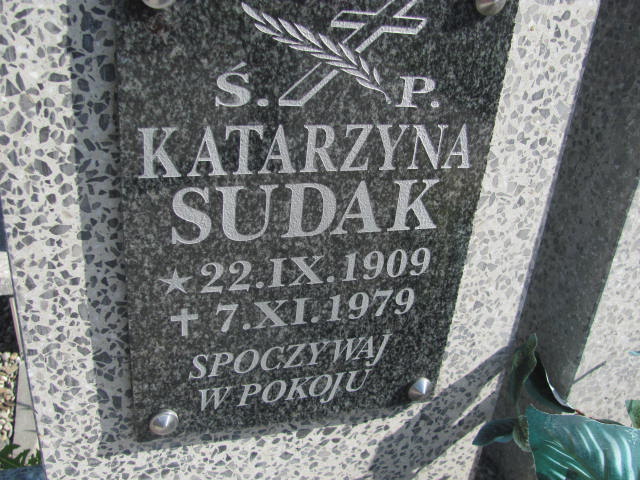 Ś. P.
KATARZYNA
SUDAK
★ 22.IX.1909
✝ 7.XI.1979
SPOCZYWAJ
W POKOJU